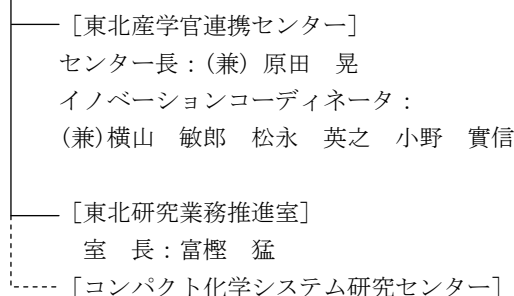 [東北産学官連携センター]
センター長：(兼) 原田　晃
イノベーションコーディネータ：
(兼)横山　敏郎　松永　英之　小野　實信
[東北研究業務推進室]
室　長：富樫　猛
[コンパクト化学システム研究センター]